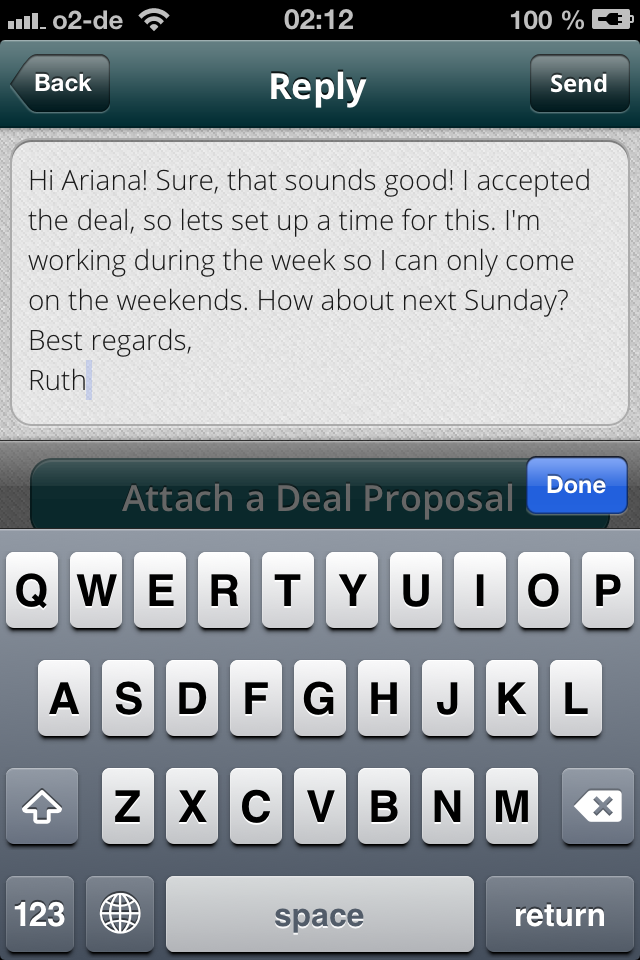 o2-de 02:12 100 %
Back Reply Send
Hi Ariana! Sure, that sounds good! I accepted
the deal, so lets set up a time for this. I'm
working during the week so I can only come
on the weekends. How about next Sunday?
Best regards,
Ruth
Attach a Deal Proposal Done
Q W E R T Y U I O P
A S D F G H J K L
Z X C V B N M
123 space return